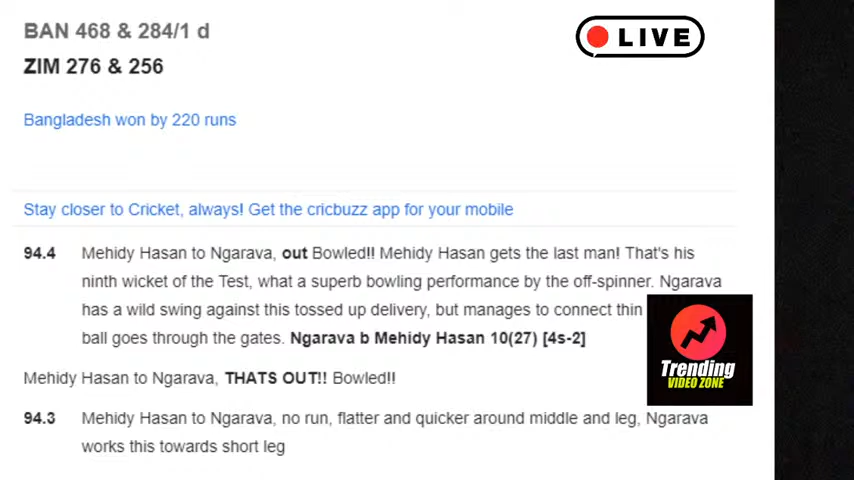 BAN 468 & 284/1 d
LIVE
ZIM 276 & 256
Bangladesh won by 220 runs
Stay closer to Cricket, always! Get the cricbuzz app for your mobile
94.4 Mehidy Hasan to Ngarava, out Bowled!! Mehidy Hasan gets the last man! That's his
ninth wicket of the Test, what a superb bowling performance by the off-spinner. Ngarava
has a wild swing against this tossed up delivery, but manages to connect thin
ball goes through the gates. Ngarava b Mehidy Hasan 10(27) [4s-2]
Trending
VIDEO ZONE
Mehidy Hasan to Ngarava, THATS OUT!! Bowled!!
94.3 Mehidy Hasan to Ngarava, no run, flatter and quicker around middle and leg, Ngarava
works this towards short leg